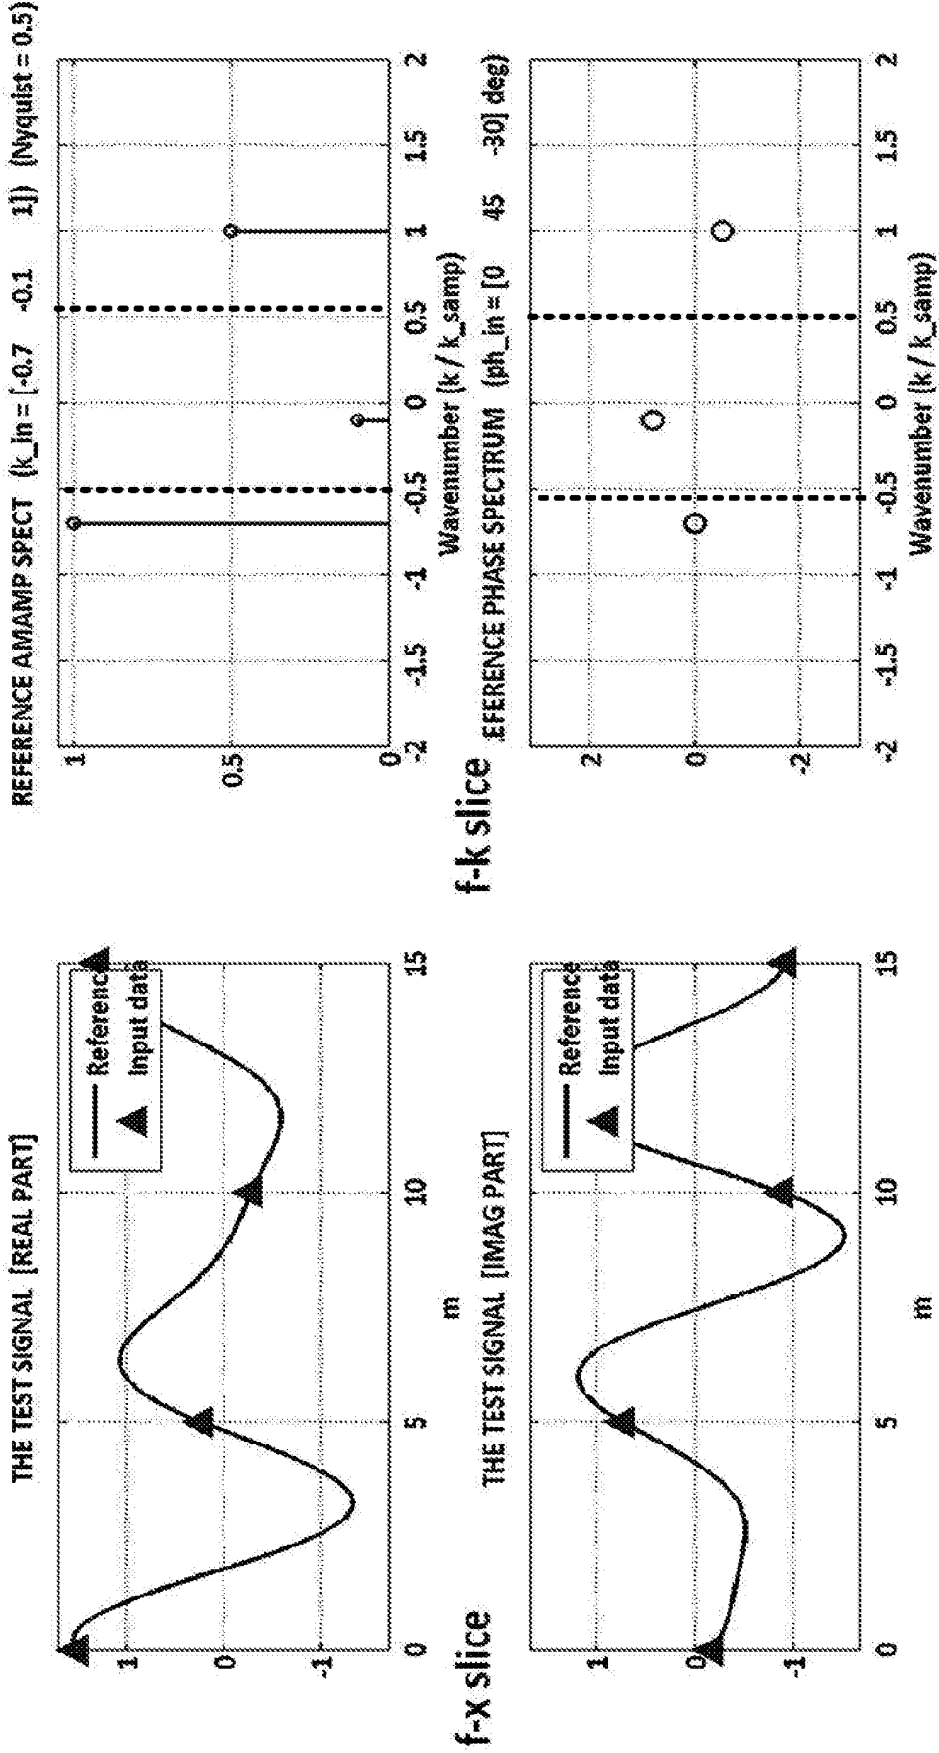 THE TEST SIGNAL [REAL PART]
1
0
-1
Reference
Input data
0
5
10
15
m
f-x slice
THE TEST SIGNAL [IMAG PART]
1
0
-1
Reference
Input data
0
5
10
15
m
REFERENCE AMAMP SPECT (k_in = [-0.7 -0.1 1]) (Nyquist = 0.5)
1
0.5
0
-2
-1.5
-1
-0.5
0
0.5
1
1.5
2
Wavenumber (k / k_samp)
f-k slice
EFERENCE PHASE SPECTRUM (ph_in = [0 45 -30] deg)
2
0
-2
-2
-1.5
-1
-0.5
0
0.5
1
1.5
2
Wavenumber (k / k_samp)